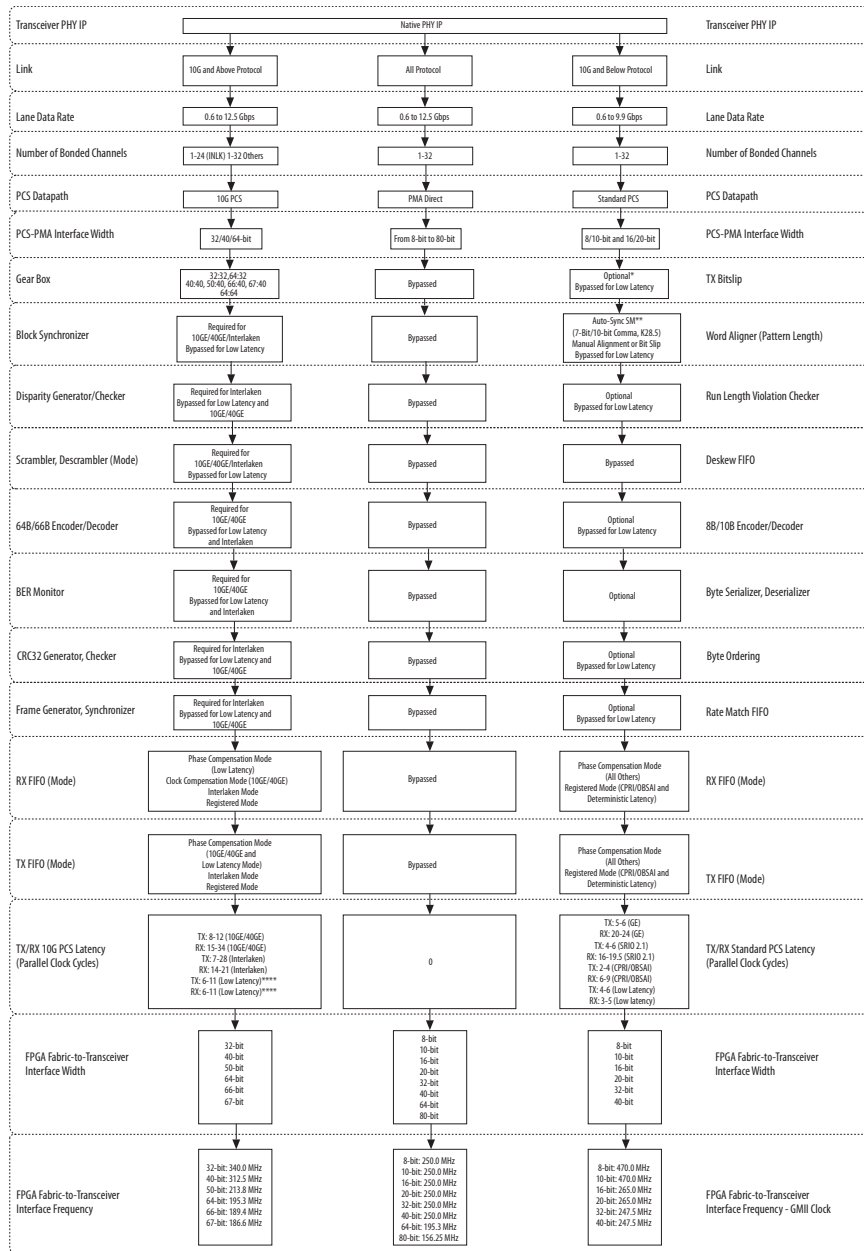 Transceiver PHY IP
Native PHY IP
Transceiver PHY IP
Link
10G and Above Protocol
All Protocol
10G and Below Protocol
Link
Lane Data Rate
0.6 to 12.5 Gbps
0.6 to 12.5 Gbps
0.6 to 9.9 Gbps
Lane Data Rate
Number of Bonded Channels
1-24 (INLK) 1-32 Others
1-32
1-32
Number of Bonded Channels
PCS Datapath
10G PCS
PMA Direct
Standard PCS
PCS Datapath
PCS-PMA Interface Width
32/40/64-bit
From 8-bit to 80-bit
8/10-bit and 16/20-bit
PCS-PMA Interface Width
Gear Box
32:32,64:32
40:40, 50:40, 66:40, 67:40
64:64
Bypassed
Optional*
Bypassed for Low Latency
TX Bitslip
Block Synchronizer
Required for
10GE/40GE/Interlaken
Bypassed for Low Latency
Bypassed
Auto-Sync SM**
(7-Bit/10-bit Comma, K28.5)
Manual Alignment or Bit Slip
Bypassed for Low Latency
Word Aligner (Pattern Length)
Disparity Generator/Checker
Required for Interlaken
Bypassed for Low Latency and
10GE/40GE
Bypassed
Optional
Bypassed for Low Latency
Run Length Violation Checker
Scrambler, Descrambler (Mode)
Required for
10GE/40GE/Interlaken
Bypassed for Low Latency
Bypassed
Bypassed
Deskew FIFO
64B/66B Encoder/Decoder
Required for
10GE/40GE
Bypassed for Low Latency
and Interlaken
Bypassed
Optional
Bypassed for Low Latency
8B/10B Encoder/Decoder
BER Monitor
Required for
10GE/40GE
Bypassed for Low Latency
and Interlaken
Bypassed
Optional
Byte Serializer, Deserializer
CRC32 Generator, Checker
Required for Interlaken
Bypassed for Low Latency and
10GE/40GE
Bypassed
Optional
Bypassed for Low Latency
Byte Ordering
Frame Generator, Synchronizer
Required for Interlaken
Bypassed for Low Latency and
10GE/40GE
Bypassed
Optional
Bypassed for Low Latency
Rate Match FIFO
RX FIFO (Mode)
Phase Compensation Mode
(Low Latency)
Clock Compensation Mode (10GE/40GE)
Interlaken Mode
Registered Mode
Bypassed
Phase Compensation Mode
(All Others)
Registered Mode (CPRI/OBSAI and
Deterministic Latency)
RX FIFO (Mode)
TX FIFO (Mode)
Phase Compensation Mode
(10GE/40GE and
Low Latency Mode)
Interlaken Mode
Registered Mode
Bypassed
Phase Compensation Mode
(All Others)
Registered Mode (CPRI/OBSAI and
Deterministic Latency)
TX FIFO (Mode)
TX/RX 10G PCS Latency
(Parallel Clock Cycles)
TX: 8-12 (10GE/40GE)
RX: 15-34 (10GE/40GE)
TX: 7-28 (Interlaken)
RX: 14-21 (Interlaken)
TX: 6-11 (Low Latency)****
RX: 6-11 (Low Latency)****
0
TX: 5-6 (GE)
RX: 20-24 (GE)
TX: 4-6 (SRIO 2.1)
RX: 16-19.5 (SRIO 2.1)
TX: 2-4 (CPRI/OBSAI)
RX: 6-9 (CPRI/OBSAI)
TX: 4-6 (Low Latency)
RX: 3-5 (Low latency)
TX/RX Standard PCS Latency
(Parallel Clock Cycles)
FPGA Fabric-to-Transceiver
Interface Width
32-bit
40-bit
50-bit
64-bit
66-bit
67-bit
8-bit
10-bit
16-bit
20-bit
32-bit
40-bit
64-bit
80-bit
8-bit
10-bit
16-bit
20-bit
32-bit
40-bit
FPGA Fabric-to-Transceiver
Interface Width
FPGA Fabric-to-Transceiver
Interface Frequency
32-bit: 340.0 MHz
40-bit: 312.5 MHz
50-bit: 213.8 MHz
64-bit: 195.3 MHz
66-bit: 189.4 MHz
67-bit: 186.6 MHz
8-bit: 250.0 MHz
10-bit: 250.0 MHz
16-bit: 250.0 MHz
20-bit: 250.0 MHz
32-bit: 250.0 MHz
40-bit: 250.0 MHz
64-bit: 195.3 MHz
80-bit: 156.25 MHz
8-bit: 470.0 MHz
10-bit: 470.0 MHz
16-bit: 265.0 MHz
20-bit: 265.0 MHz
32-bit: 247.5 MHz
40-bit: 247.5 MHz
FPGA Fabric-to-Transceiver
Interface Frequency - GMII Clock